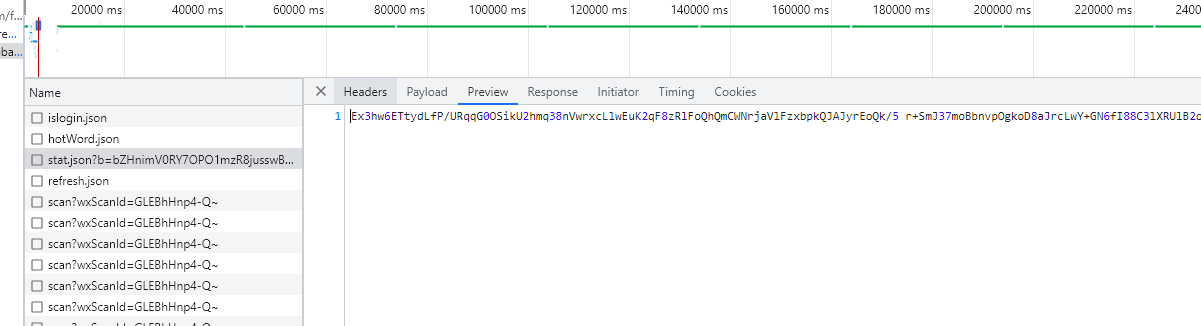 m/f...
re...
ba...
20000 ms 40000 ms 60000 ms 80000 ms 100000 ms 120000 ms 140000 ms 160000 ms 180000 ms 200000 ms 220000 ms 2400
Name
Headers Payload Preview Response Initiator Timing Cookies
islogin.json
hotWord.json
stat.json?b=bZHnimV0RY7OPO1mzR8jusswB...
refresh.json
scan?wxScanId=GLEBhHnp4-Q~
scan?wxScanId=GLEBhHnp4-Q~
scan?wxScanId=GLEBhHnp4-Q~
scan?wxScanId=GLEBhHnp4-Q~
scan?wxScanId=GLEBhHnp4-Q~
scan?wxScanId=GLEBhHnp4-Q~
scan?wxScanId=GLEBhHnp4-Q~
1 Ex3hw6ETtydLfP/URqqG0OSikU2hmq38nVwrxcLlwEuK2qF8zRlFoQhQmCWNrjaVlFzxbpkQJAJyrEoQk/5 r+SmJ37moBbnvpOgkoD8aJrcLwY+GN6fI88C3lXRUlB2o